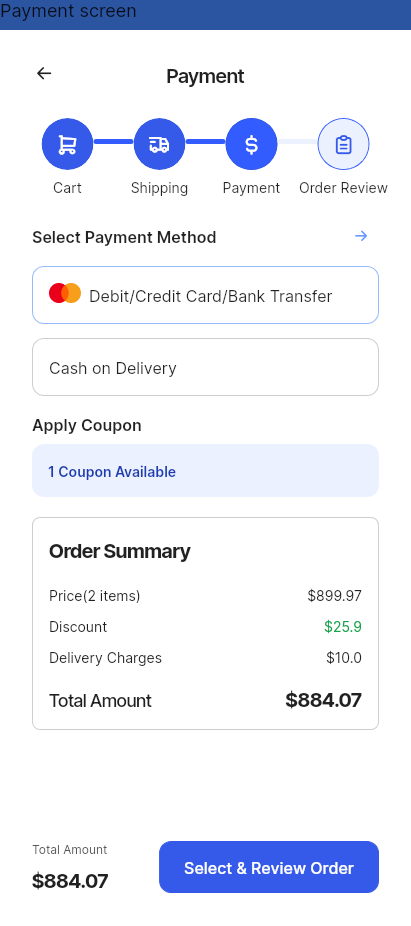 Payment screen
Payment
Cart
Shipping
Payment
Order Review
Select Payment Method
Debit/Credit Card/Bank Transfer
Cash on Delivery
Apply Coupon
1 Coupon Available
Order Summary
Price(2 items) $899.97
Discount $25.9
Delivery Charges $10.0
Total Amount $884.07
Total Amount
$884.07
Select & Review Order